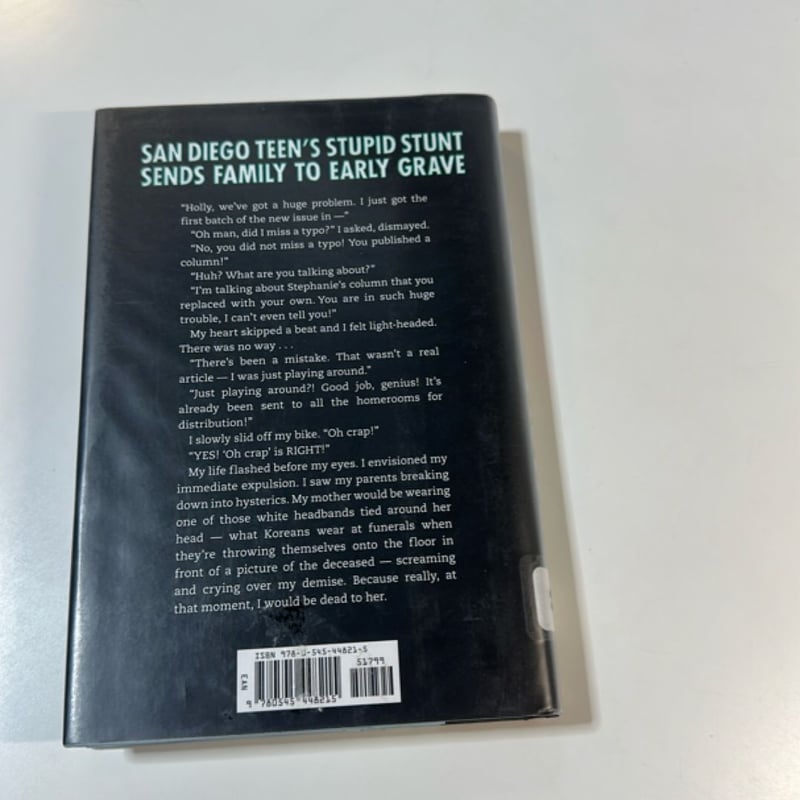 SAN DIEGO TEEN'S STUPID STUNT
SENDS FAMILY TO EARLY GRAVE
"Holly, we've got a huge problem. I just got the
first batch of the new issue in —"
"Oh man, did I miss a typo?" I asked, dismayed.
"No, you did not miss a typo! You published a
column!"
"Huh? What are you talking about?"
"I'm talking about Stephanie's column that you
replaced with your own. You are in such huge
trouble, I can't even tell you!"
My heart skipped a beat and I felt light-headed.
There was no way . . .
"There's been a mistake. That wasn't a real
article — I was just playing around."
"Just playing around?! Good job, genius! It's
already been sent to all the homerooms for
distribution!"
I slowly slid off my bike. "Oh crap!"
"YES! 'Oh crap' is RIGHT!"
My life flashed before my eyes. I envisioned my
immediate expulsion. I saw my parents breaking
down into hysterics. My mother would be wearing
one of those white headbands tied around her
head — what Koreans wear at funerals when
they're throwing themselves onto the floor in
front of a picture of the deceased — screaming
and crying over my demise. Because really, at
that moment, I would be dead to her.
ISBN 978-0-545-44821-5
51799
EAN
9 780545 448215